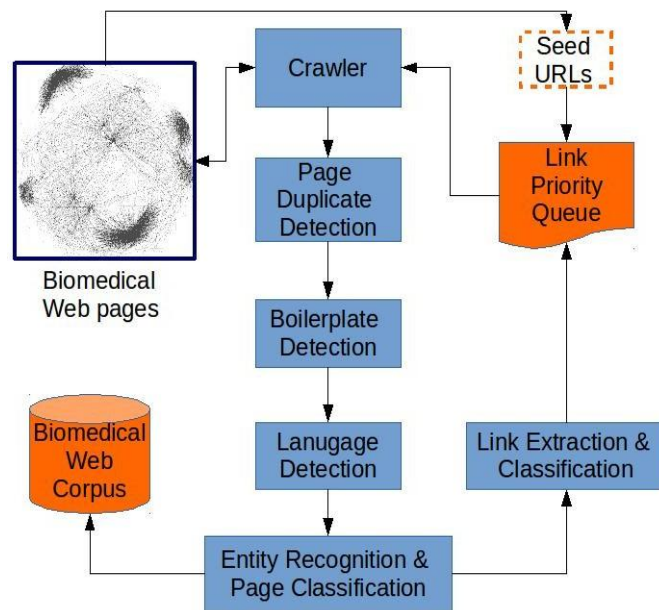 Crawler
Seed
URLs
Page
Duplicate
Detection
Link
Priority
Queue
Biomedical
Web pages
Boilerplate
Detection
Biomedical
Web
Corpus
Lanugage
Detection
Link Extraction &
Classification
Entity Recognition &
Page Classification